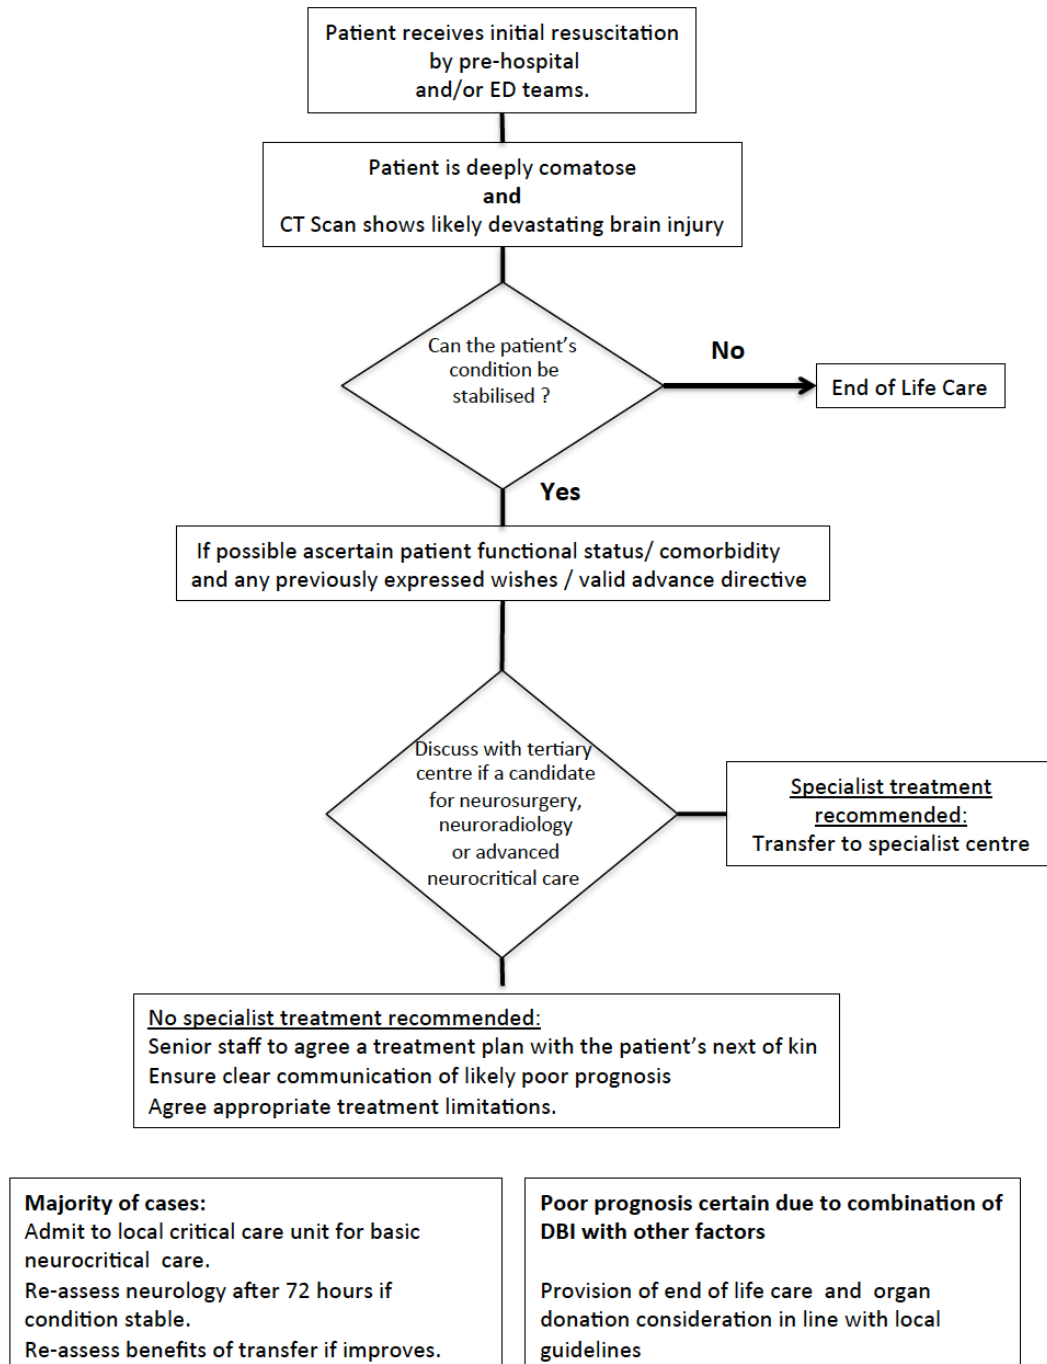 Patient receives initial resuscitation
by pre-hospital
and/or ED teams.
Patient is deeply comatose
and
CT Scan shows likely devastating brain injury
Can the patient's
condition be
stabilised ?
No
End of Life Care
Yes
If possible ascertain patient functional status/ comorbidity
and any previously expressed wishes / valid advance directive
Discuss with tertiary
centre if a candidate
for neurosurgery,
neuroradiology
or advanced
neurocritical care
Specialist treatment
recommended:
Transfer to specialist centre
No specialist treatment recommended:
Senior staff to agree a treatment plan with the patient's next of kin
Ensure clear communication of likely poor prognosis
Agree appropriate treatment limitations.
Majority of cases:
Admit to local critical care unit for basic
neurocritical care.
Re-assess neurology after 72 hours if
condition stable.
Re-assess benefits of transfer if improves.
Poor prognosis certain due to combination of
DBI with other factors
Provision of end of life care and organ
donation consideration in line with local
guidelines